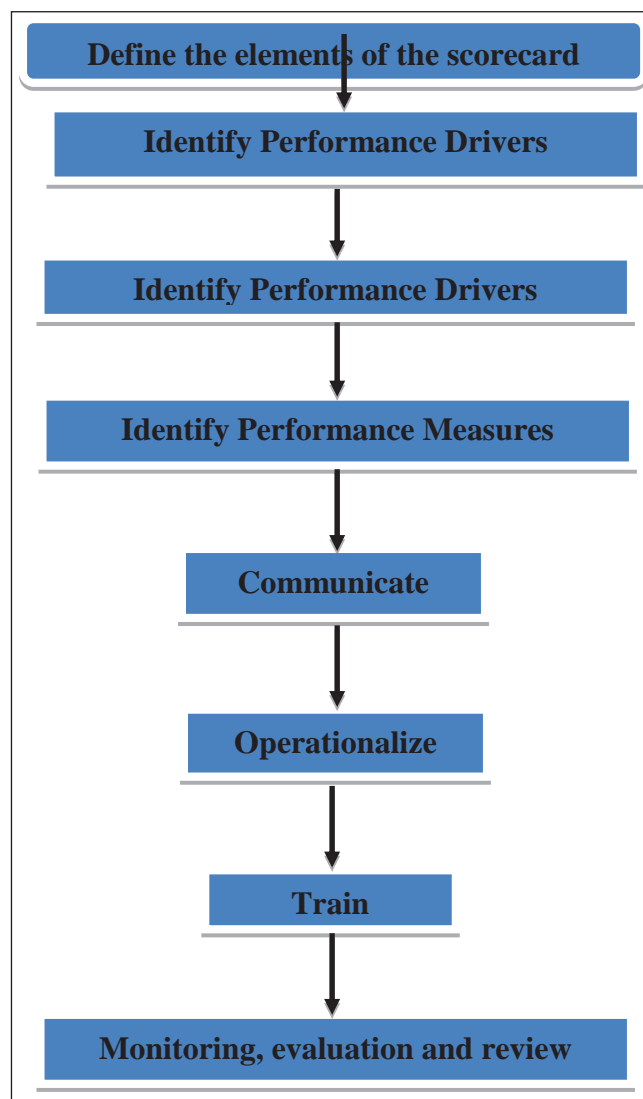 Define the elements of the scorecard
Identify Performance Drivers
Identify Performance Drivers
Identify Performance Measures
Communicate
Operationalize
Train
Monitoring, evaluation and review